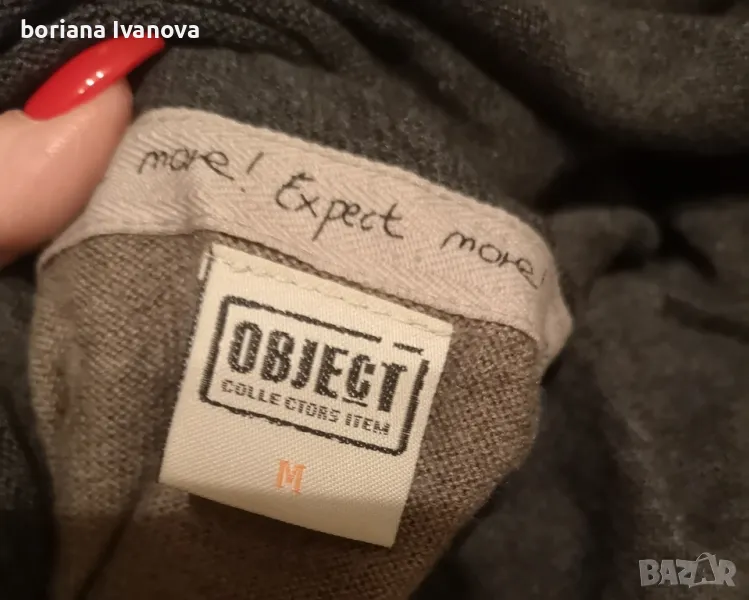 boriana Ivanova
more! Expect more!
OBJECT
COLLECTORS ITEM
M
BAZAR